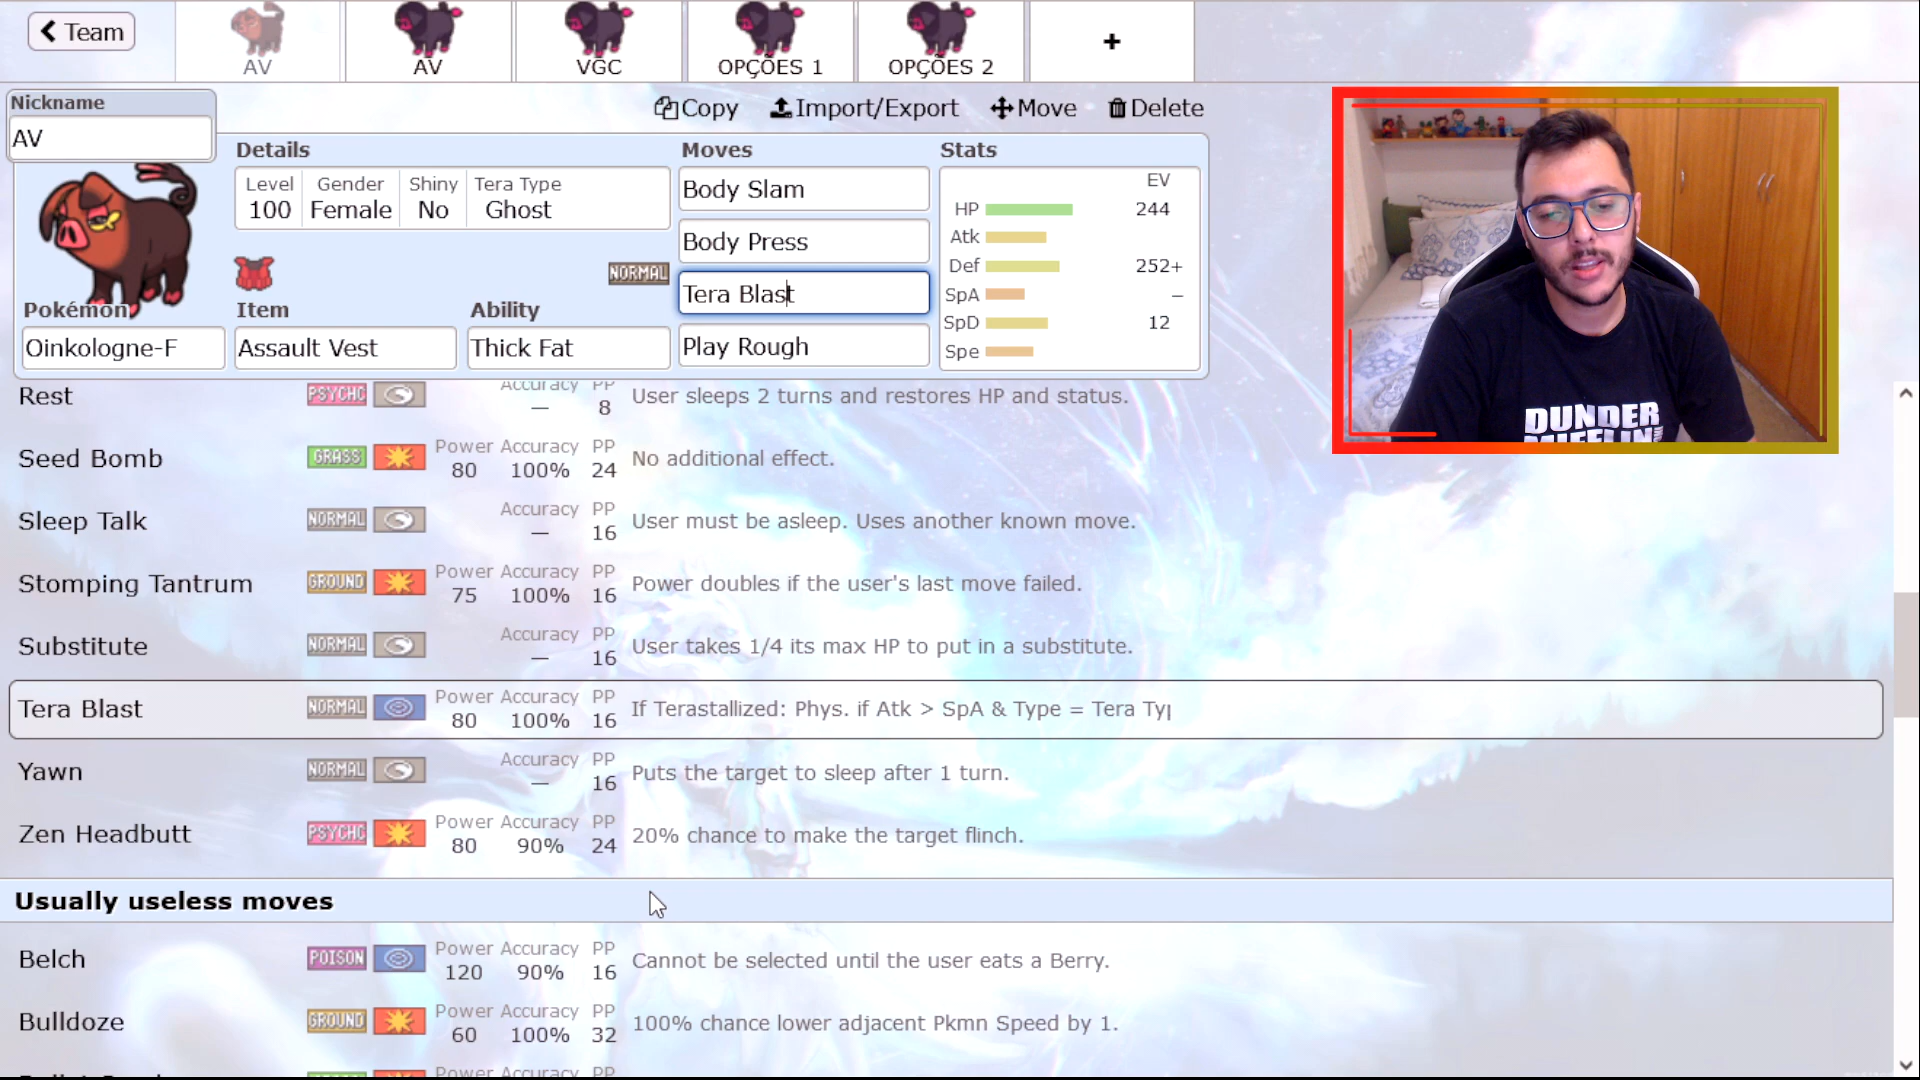 Team
AV
AV
VGC
OPÇÕES 1
OPÇÕES 2
+
Nickname
AV
Copy
Import/Export
Move
Delete
Details
Moves
Stats
Level
Gender
Shiny
Tera Type
100
Female
No
Ghost
NORMAL
Pokémon
Item
Ability
Oinkologne-F
Assault Vest
Thick Fat
Body Slam
Body Press
Tera Blast
Play Rough
EV
HP 244
Atk
Def 252+
SpA –
SpD 12
Spe
DUNDER
MIFFLIN
Rest PSYCHC Accuracy PP — 8 User sleeps 2 turns and restores HP and status.
Seed Bomb GRASS Power Accuracy PP 80 100% 24 No additional effect.
Sleep Talk NORMAL Accuracy PP — 16 User must be asleep. Uses another known move.
Stomping Tantrum GROUND Power Accuracy PP 75 100% 16 Power doubles if the user's last move failed.
Substitute NORMAL Accuracy PP — 16 User takes 1/4 its max HP to put in a substitute.
Tera Blast NORMAL Power Accuracy PP 80 100% 16 If Terastallized: Phys. if Atk > SpA & Type = Tera Ty
Yawn NORMAL Accuracy PP — 16 Puts the target to sleep after 1 turn.
Zen Headbutt PSYCHC Power Accuracy PP 80 90% 24 20% chance to make the target flinch.
Usually useless moves
Belch POISON Power Accuracy PP 120 90% 16 Cannot be selected until the user eats a Berry.
Bulldoze GROUND Power Accuracy PP 60 100% 32 100% chance lower adjacent Pkmn Speed by 1.
Power Accuracy PP